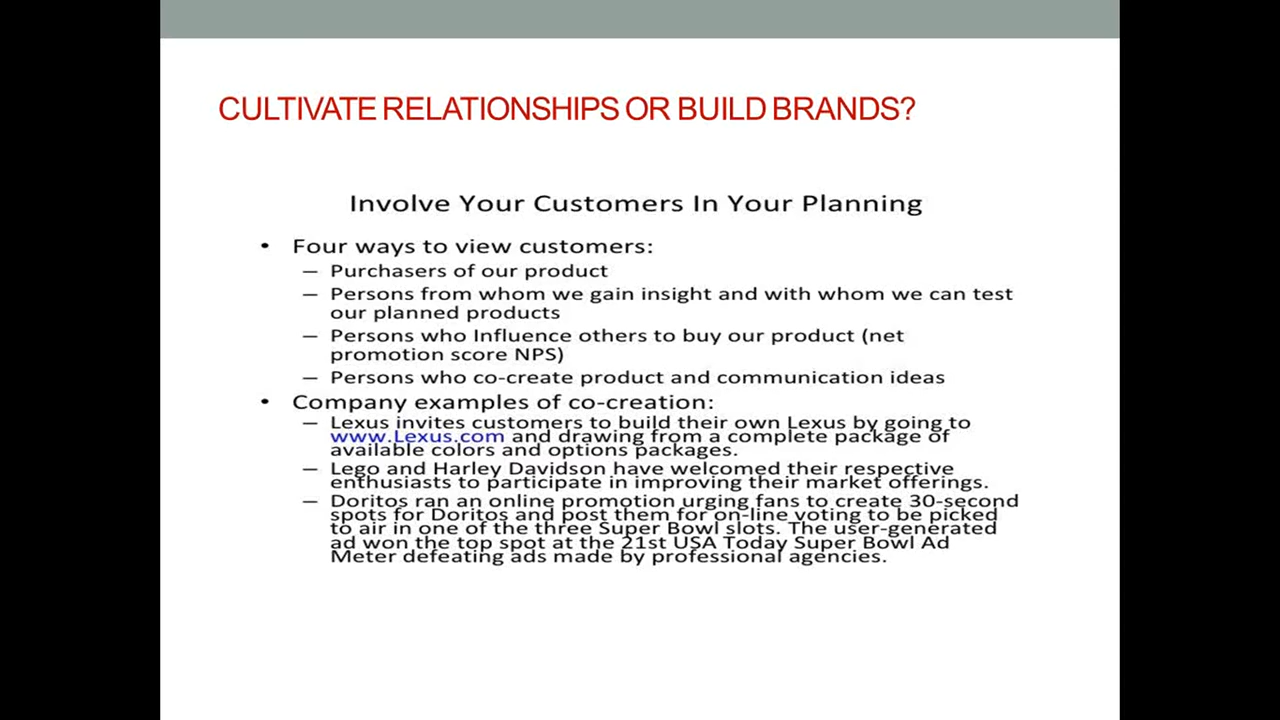 CULTIVATE RELATIONSHIPS OR BUILD BRANDS?
Involve Your Customers In Your Planning
• Four ways to view customers:
– Purchasers of our product
– Persons from whom we gain insight and with whom we can test
our planned products
– Persons who Influence others to buy our product (net
promotion score NPS)
– Persons who co-create product and communication ideas
• Company examples of co-creation:
– Lexus invites customers to build their own Lexus by going to
www.Lexus.com and drawing from a complete package of
available colors and options packages.
– Lego and Harley Davidson have welcomed their respective
enthusiasts to participate in improving their market offerings.
– Doritos ran an online promotion urging fans to create 30-second
spots for Doritos and post them for on-line voting to be picked
to air in one of the three Super Bowl slots. The user-generated
ad won the top spot at the 21st USA Today Super Bowl Ad
Meter defeating ads made by professional agencies.